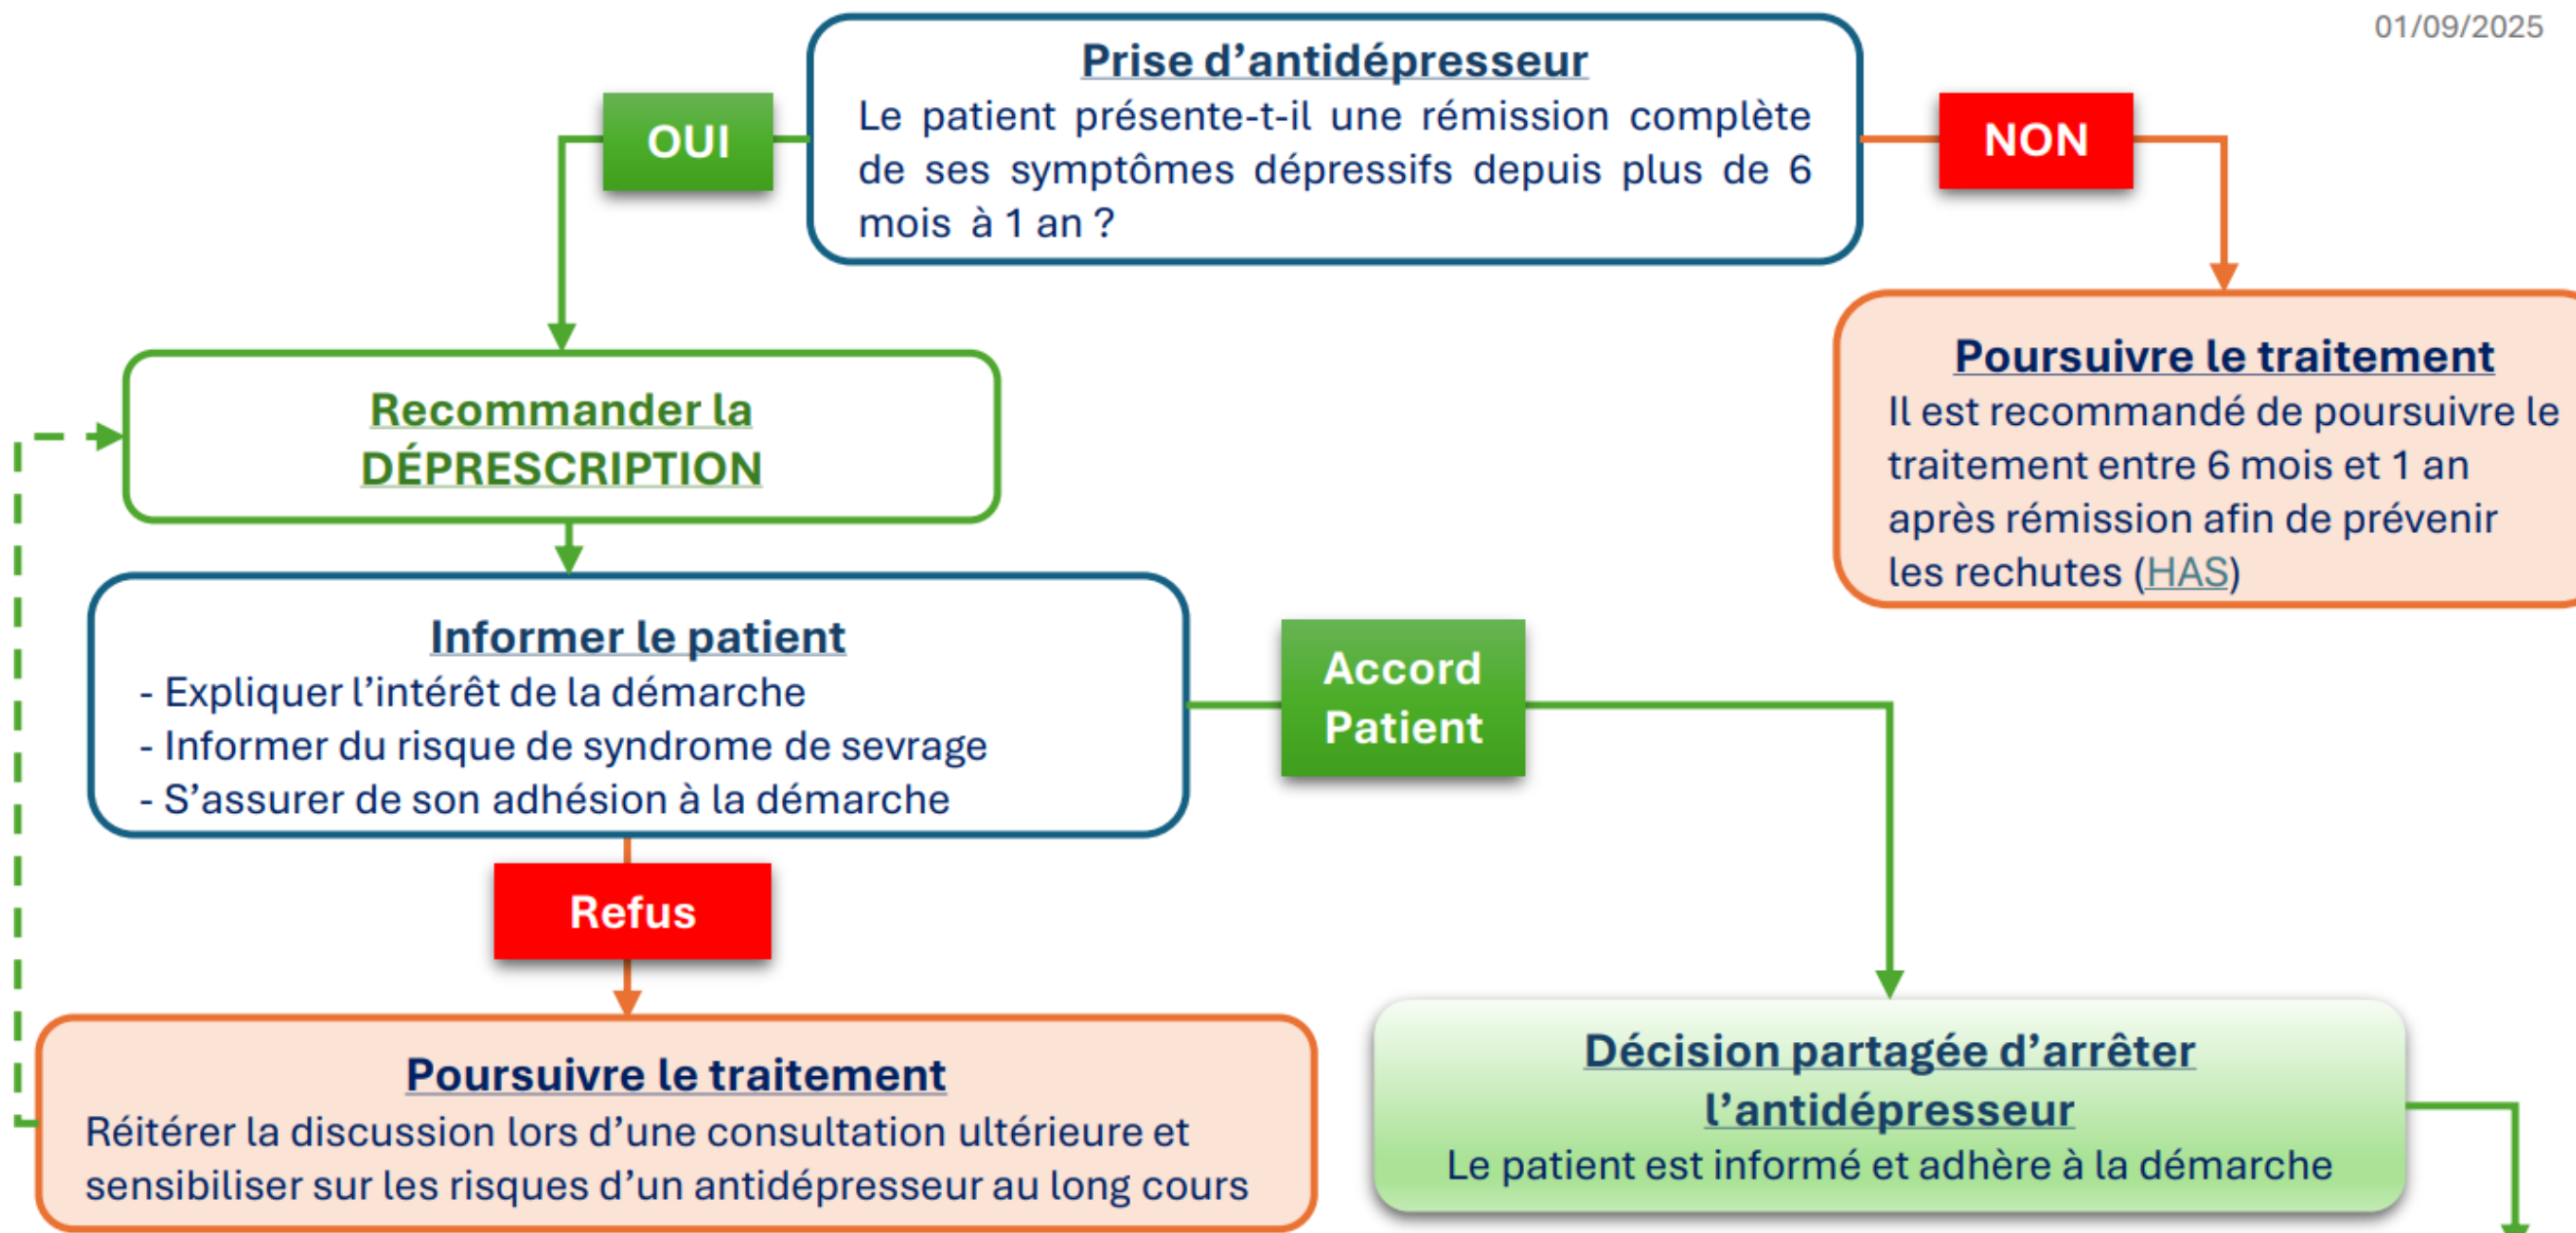 01/09/2025
Prise d’antidépresseur
Le patient présente-t-il une rémission complète
de ses symptômes dépressifs depuis plus de 6
mois à 1 an ?
OUI
NON
Recommander la
DÉPRESCRIPTION
Poursuivre le traitement
Il est recommandé de poursuivre le
traitement entre 6 mois et 1 an
après rémission afin de prévenir
les rechutes (HAS)
Informer le patient
- Expliquer l’intérêt de la démarche
- Informer du risque de syndrome de sevrage
- S’assurer de son adhésion à la démarche
Accord
Patient
Refus
Poursuivre le traitement
Réitérer la discussion lors d’une consultation ultérieure et
sensibiliser sur les risques d’un antidépresseur au long cours
Décision partagée d’arrêter
l’antidépresseur
Le patient est informé et adhère à la démarche